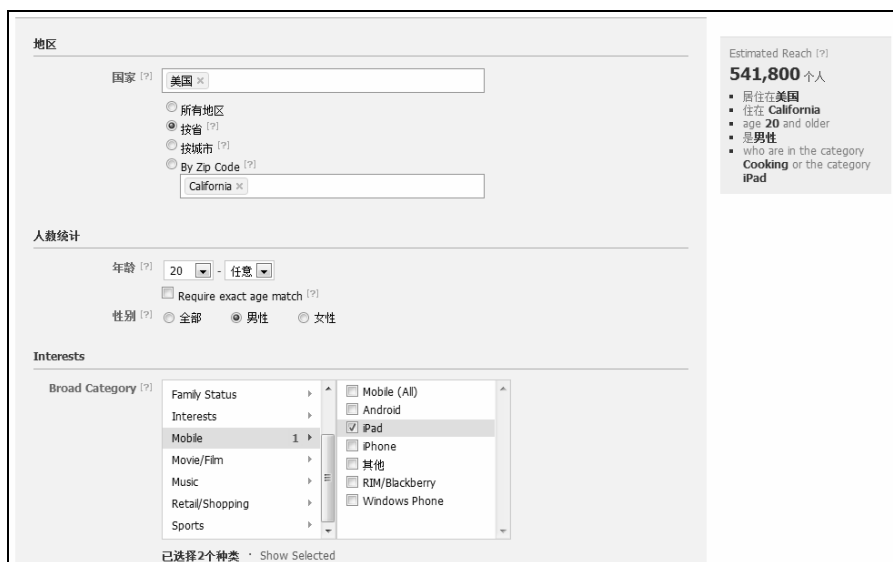 地区
国家 [?] 美国 ×
所有地区
按省 [?]
按城市 [?]
By Zip Code [?]
California ×
人数统计
年龄 [?] 20 - 任意
Require exact age match [?]
性别 [?] 全部 男性 女性
Interests
Broad Category [?]
Family Status
Interests
Mobile 1
Movie/Film
Music
Retail/Shopping
Sports
Mobile (All)
Android
iPad
iPhone
其他
RIM/Blackberry
Windows Phone
已选择2个种类 · Show Selected
Estimated Reach [?]
541,800 个人
居住在美国
住在 California
age 20 and older
是男性
who are in the category
Cooking or the category
iPad